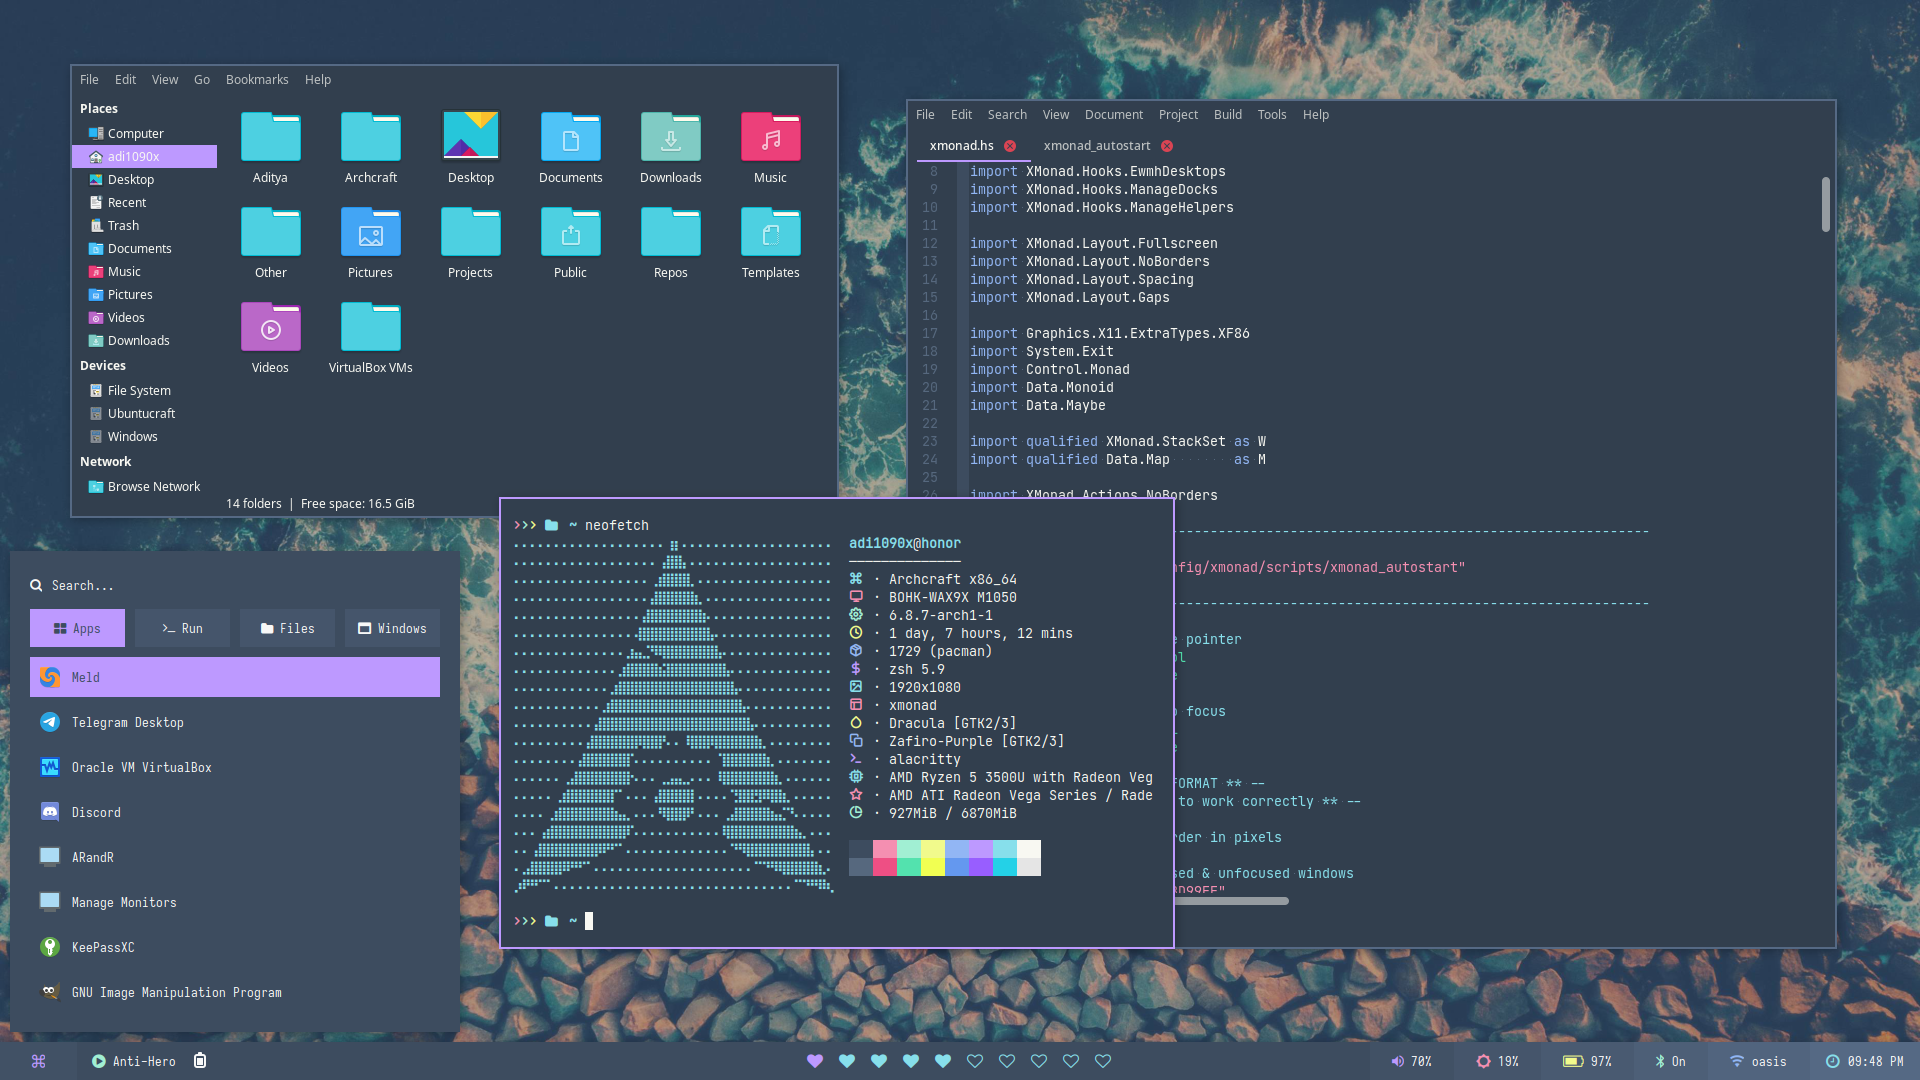 File Edit View Go Bookmarks Help
Places
Computer
adi1090x
Desktop
Recent
Trash
Documents
Music
Pictures
Videos
Downloads
Devices
File System
Ubuntucraft
Windows
Network
Browse Network
Aditya Archcraft Desktop Documents Downloads Music
Other Pictures Projects Public Repos Templates
Videos VirtualBox VMs
14 folders | Free space: 16.5 GiB
File Edit Search View Document Project Build Tools Help
xmonad.hs xmonad_autostart
8 import XMonad.Hooks.EwmhDesktops
9 import XMonad.Hooks.ManageDocks
10 import XMonad.Hooks.ManageHelpers
11
12 import XMonad.Layout.Fullscreen
13 import XMonad.Layout.NoBorders
14 import XMonad.Layout.Spacing
15 import XMonad.Layout.Gaps
16
17 import Graphics.X11.ExtraTypes.XF86
18 import System.Exit
19 import Control.Monad
20 import Data.Monoid
21 import Data.Maybe
22
23 import qualified XMonad.StackSet as W
24 import qualified Data.Map as M
25
26 import XMonad.Actions.NoBorders
nfig/xmonad/scripts/xmonad_autostart"
pointer
focus
FORMAT ** --
to work correctly ** --
rder in pixels
sed & unfocused windows
>>> ~ neofetch
adi1090x@honor
· Archcraft x86_64
· BOHK-WAX9X M1050
· 6.8.7-arch1-1
· 1 day, 7 hours, 12 mins
· 1729 (pacman)
· zsh 5.9
· 1920x1080
· xmonad
· Dracula [GTK2/3]
· Zafiro-Purple [GTK2/3]
· alacritty
· AMD Ryzen 5 3500U with Radeon Veg
· AMD ATI Radeon Vega Series / Rade
· 927MiB / 6870MiB
>>> ~
Search...
Apps Run Files Windows
Meld
Telegram Desktop
Oracle VM VirtualBox
Discord
ARandR
Manage Monitors
KeePassXC
GNU Image Manipulation Program
Anti-Hero 70% 19% 97% On oasis 09:48 PM